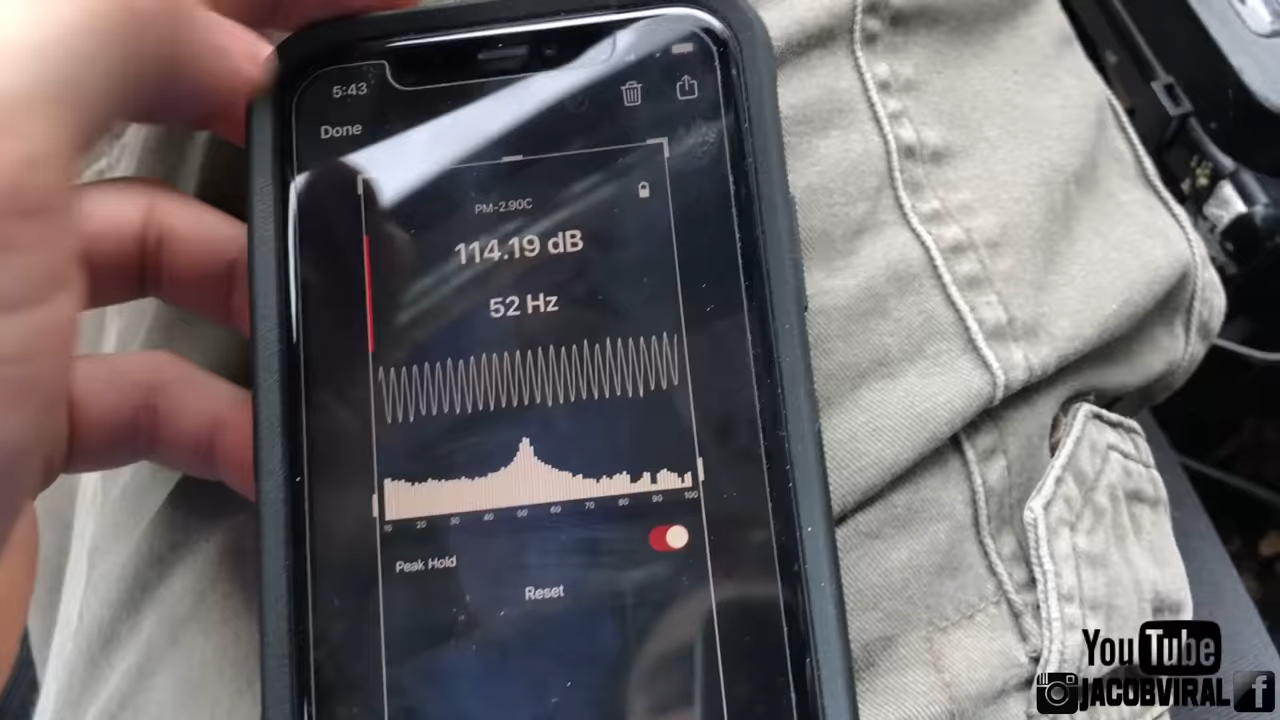 5:43
Done
PM-2.90C
114.19 dB
52 Hz
10 20 30 40 50 60 70 80 90 100
Peak Hold
Reset
YouTube
JACOBVIRAL